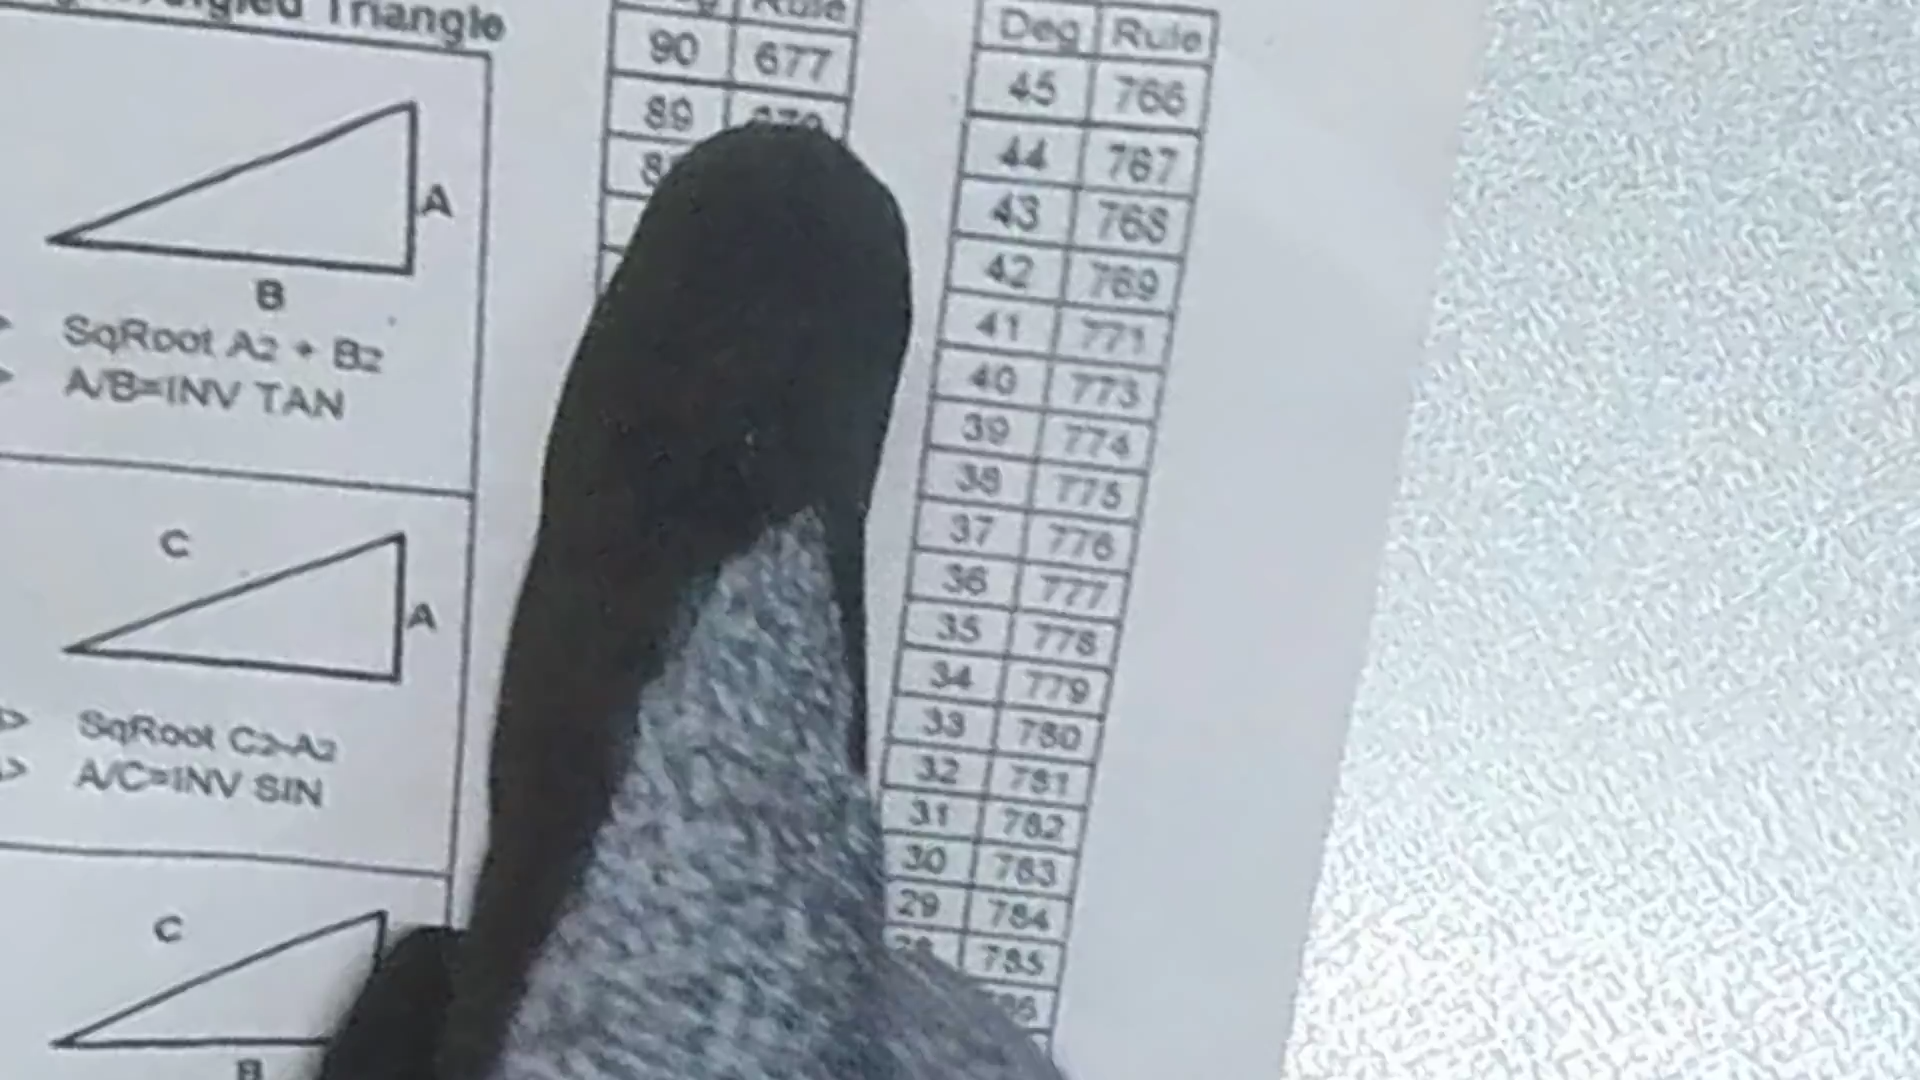 Triangle
A
B
SqRoot A2 + B2
A/B=INV TAN
C
A
SqRoot C2-A2
A/C=INV SIN
C
B
Rule
90 677
89
Deg Rule
45 766
44 767
43 768
42 769
41 771
40 773
39 774
38 775
37 776
36 777
35 778
34 779
33 780
32 781
31 782
30 783
29 784
785